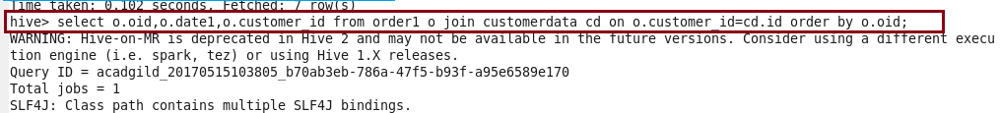 Time taken: 0.102 seconds, Fetched: 7 row(s)
hive> select o.oid,o.date1,o.customer_id from order1 o join customerdata cd on o.customer_id=cd.id order by o.oid;
WARNING: Hive-on-MR is deprecated in Hive 2 and may not be available in the future versions. Consider using a different execu
tion engine (i.e. spark, tez) or using Hive 1.X releases.
Query ID = acadgild_20170515103805_b70ab3eb-786a-47f5-b93f-a95e6589e170
Total jobs = 1
SLF4J: Class path contains multiple SLF4J bindings.